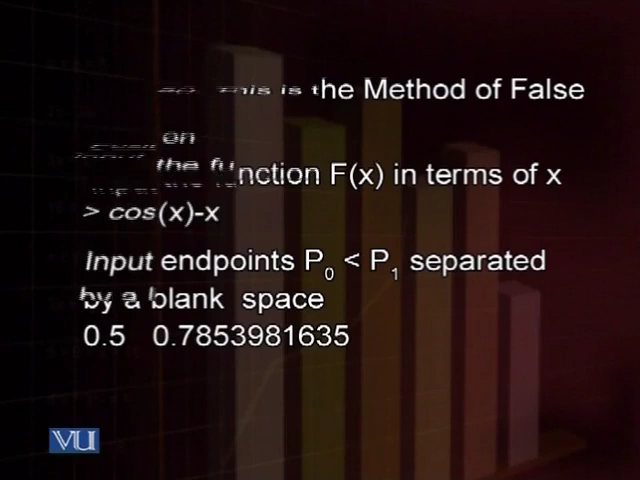 This is the Method of False
on
the function F(x) in terms of x
> cos(x)-x
Input endpoints P₀ < P₁ separated
by a blank space
0.5 0.7853981635
VU